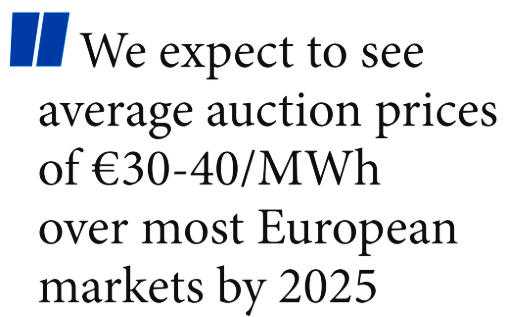 "We expect to see
average auction prices
of €30-40/MWh
over most European
markets by 2025